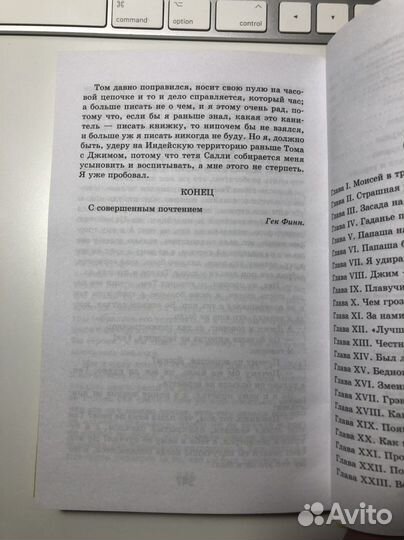 ⌘
command
⌥
option
control
Том давно поправился, носит свою пулю на часо-
вой цепочке и то и дело справляется, который час;
а больше писать не о чем, и я этому очень рад, по-
тому что, если бы я раньше знал, какая это кани-
тель — писать книжку, то нипочем бы не взялся,
и больше уж я писать никогда не буду. Но я, должно
быть, удеру на Индейскую территорию раньше Тома
с Джимом, потому что тетя Салли собирается меня
усыновить и воспитывать, а мне этого не стерпеть.
Я уже пробовал.
КОНЕЦ
С совершенным почтением
Гек Финн.
Глава I. Моисей в тр
Глава II. Страшная
Глава III. Засада на
Глава IV. Гаданье п
Глава V. Папаша на
Глава VI. Папаша б
Глава VII. Я удира
Глава VIII. Джим
Глава IX. Плавучи
Глава X. Чем гроз
Глава XI. За нами
Глава XII. «Лучш
Глава XIII. Честн
Глава XIV. Был л
Глава XV. Бедно
Глава XVI. Змеи
Глава XVII. Грэн
Глава XVIII. Как
Глава XIX. Поя
Глава XX. Как
Глава XXI. Про
Глава XXII. По
Глава XXIII. Во
Avito